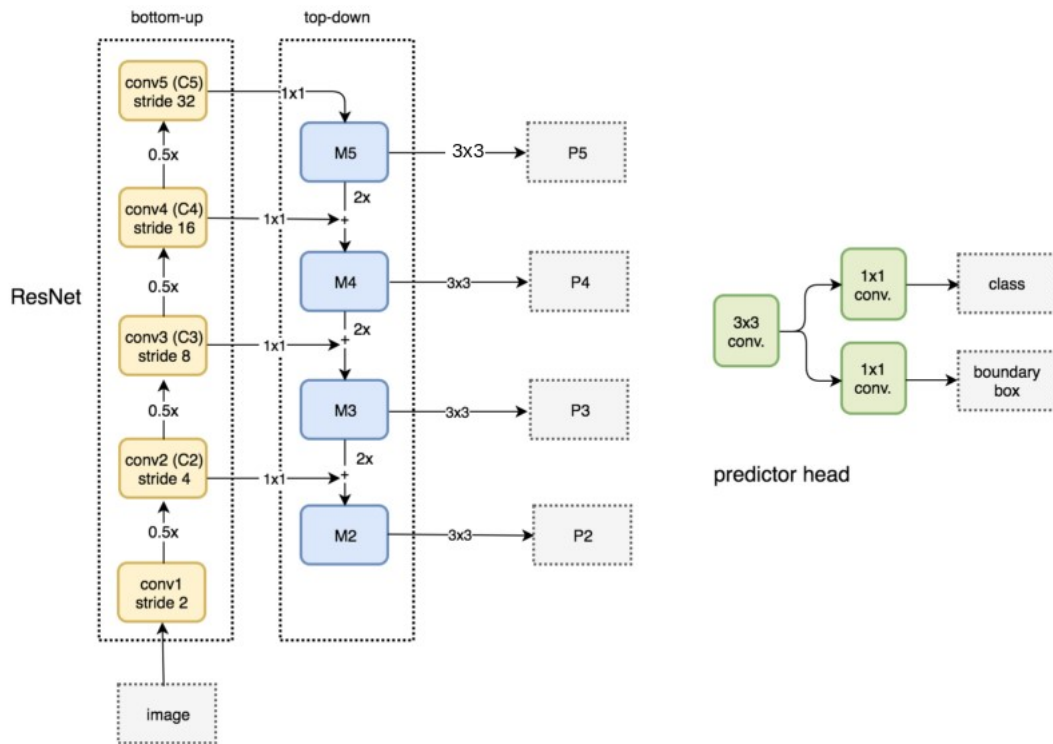 bottom-up
top-down
conv5 (C5)
stride 32
1x1
M5
3x3
P5
0.5x
2x
conv4 (C4)
stride 16
1x1
+
M4
3x3
P4
ResNet
0.5x
2x
conv3 (C3)
stride 8
1x1
+
M3
3x3
P3
0.5x
2x
conv2 (C2)
stride 4
1x1
+
M2
3x3
P2
0.5x
conv1
stride 2
image
3x3
conv.
1x1
conv.
class
1x1
conv.
boundary
box
predictor head